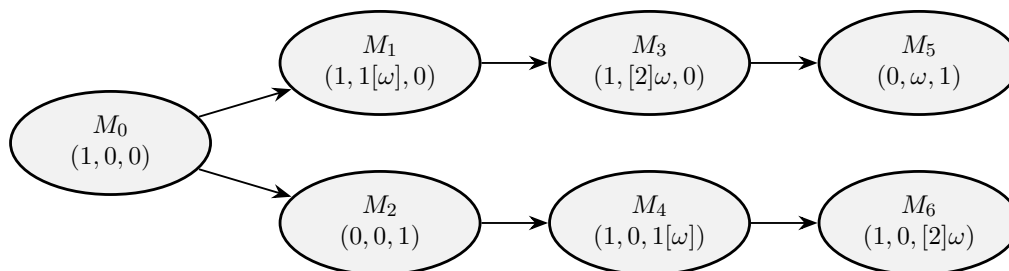 M₀
(1, 0, 0)
M₁
(1, 1[ω], 0)
M₃
(1, [2]ω, 0)
M₅
(0, ω, 1)
M₂
(0, 0, 1)
M₄
(1, 0, 1[ω])
M₆
(1, 0, [2]ω)